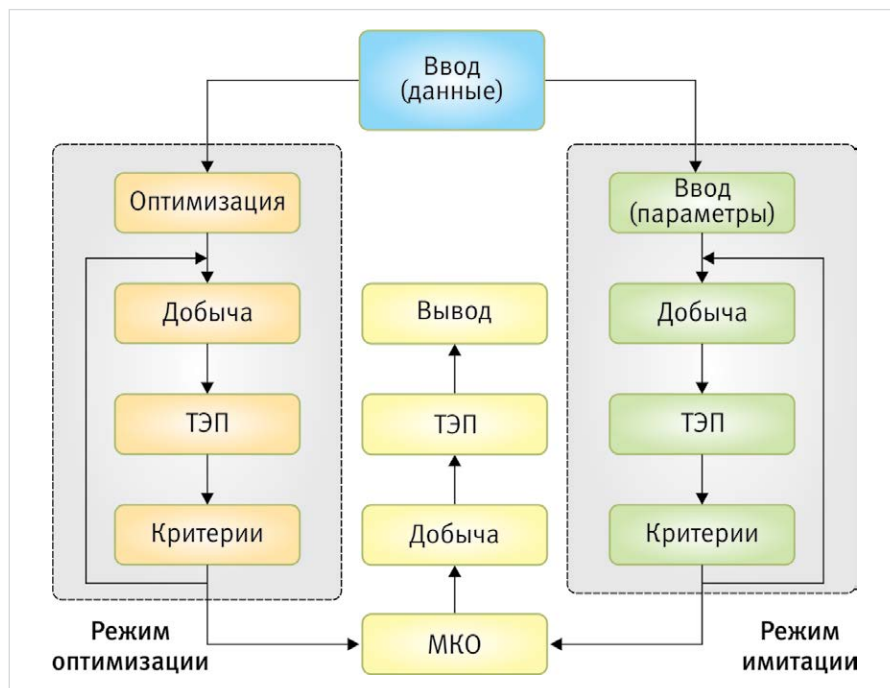 Ввод
(данные)
Оптимизация
Ввод
(параметры)
Добыча
Вывод
Добыча
ТЭП
ТЭП
ТЭП
Критерии
Добыча
Критерии
Режим
оптимизации
МКО
Режим
имитации